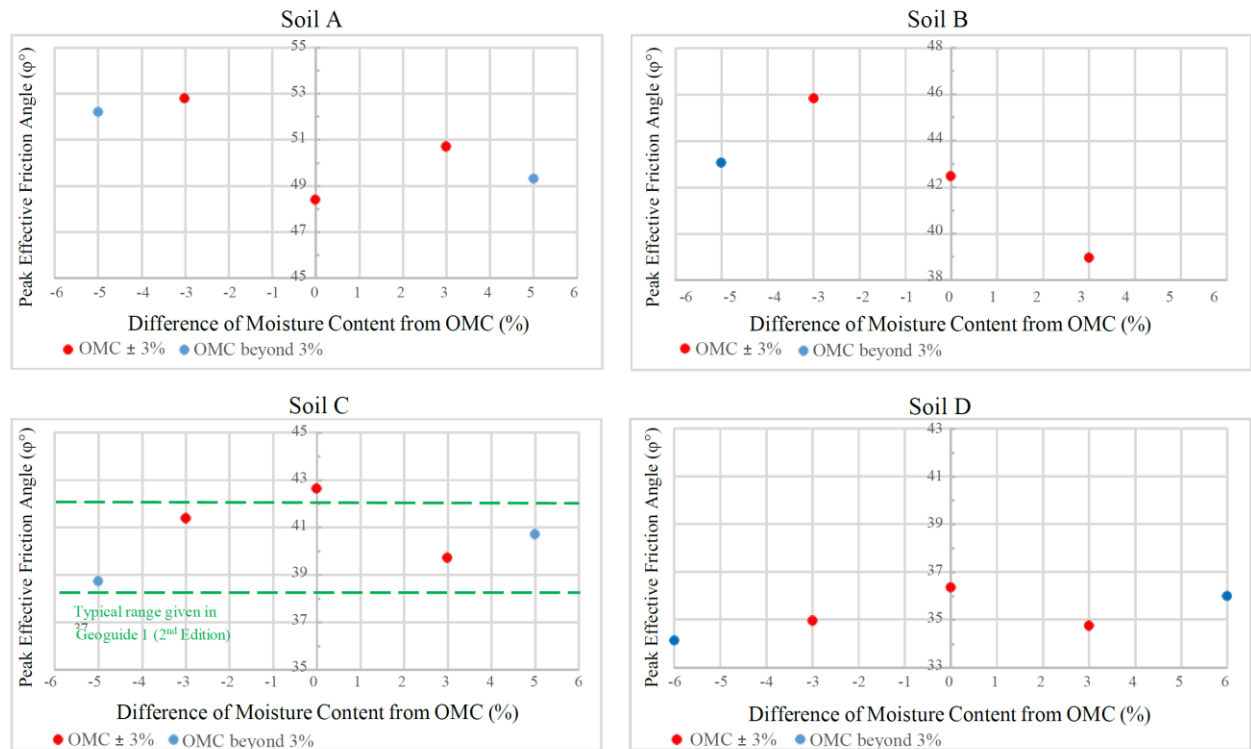 Soil A
Peak Effective Friction Angle (φ°)
55
53
51
49
47
45
-6 -5 -4 -3 -2 -1 0 1 2 3 4 5 6
Difference of Moisture Content from OMC (%)
OMC ± 3% OMC beyond 3%
Soil B
Peak Effective Friction Angle (φ°)
48
46
44
42
40
38
-6 -5 -4 -3 -2 -1 0 1 2 3 4 5 6
Difference of Moisture Content from OMC (%)
OMC ± 3% OMC beyond 3%
Soil C
Peak Effective Friction Angle (φ°)
45
43
41
39
37
35
Typical range given in
37
Geoguide 1 (2nd Edition)
-6 -5 -4 -3 -2 -1 0 1 2 3 4 5 6
Difference of Moisture Content from OMC (%)
OMC ± 3% OMC beyond 3%
Soil D
Peak Effective Friction Angle (φ°)
43
41
39
37
35
33
-6 -5 -4 -3 -2 -1 0 1 2 3 4 5 6
Difference of Moisture Content from OMC (%)
OMC ± 3% OMC beyond 3%